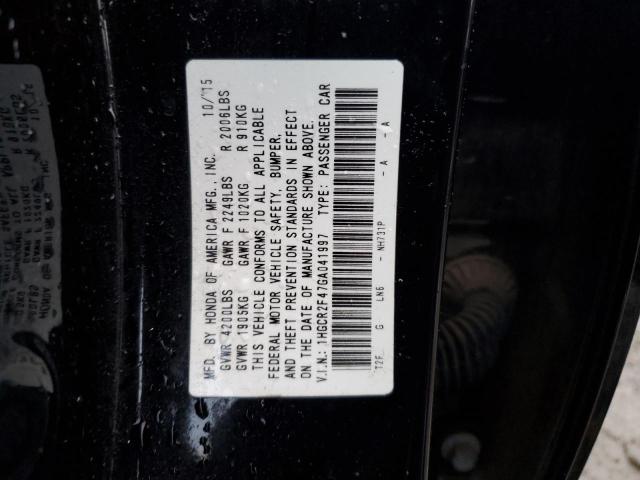 MFD. BY HONDA OF AMERICA MFG., INC. 10/15
GVWR 4200LBS GAWR F 2249LBS R 2006LBS
GVWR 1905KG GAWR F 1020KG R 910KG
THIS VEHICLE CONFORMS TO ALL APPLICABLE
FEDERAL MOTOR VEHICLE SAFETY, BUMPER,
AND THEFT PREVENTION STANDARDS IN EFFECT
ON THE DATE OF MANUFACTURE SHOWN ABOVE.
V.I.N.: 1HGCR2F47GA041997 TYPE: PASSENGER CAR
T2F G LN6 - NH731P - A - A